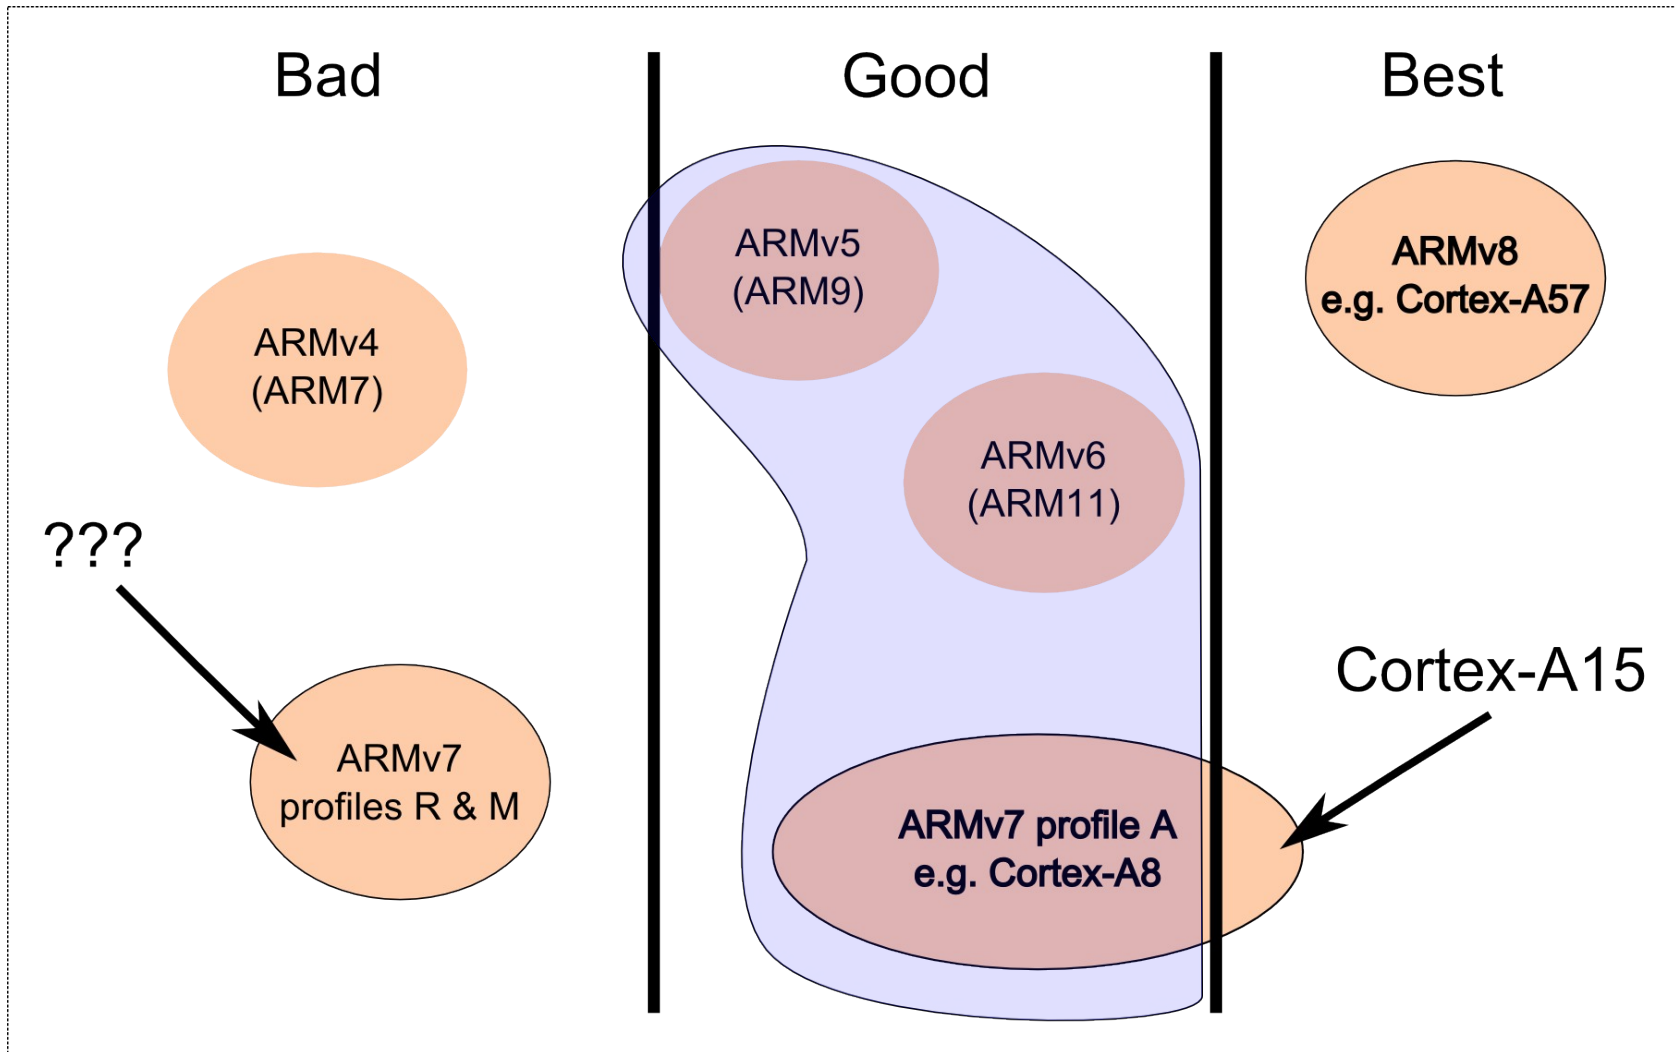 Bad
Good
Best
ARMv4
(ARM7)
???
ARMv7
profiles R & M
ARMv5
(ARM9)
ARMv6
(ARM11)
ARMv7 profile A
e.g. Cortex-A8
ARMv8
e.g. Cortex-A57
Cortex-A15